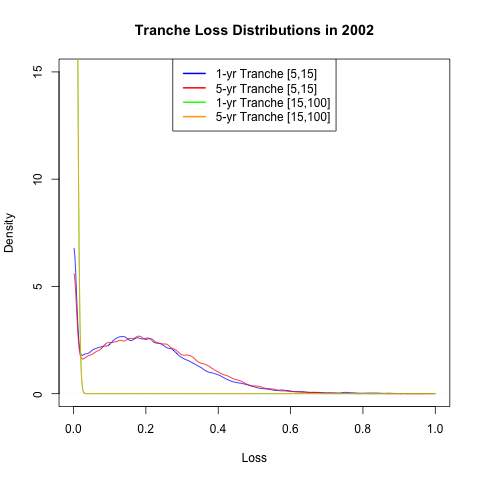 Tranche Loss Distributions in 2002
1-yr Tranche [5,15]
5-yr Tranche [5,15]
1-yr Tranche [15,100]
5-yr Tranche [15,100]
15
10
5
0
Density
0.0 0.2 0.4 0.6 0.8 1.0
Loss